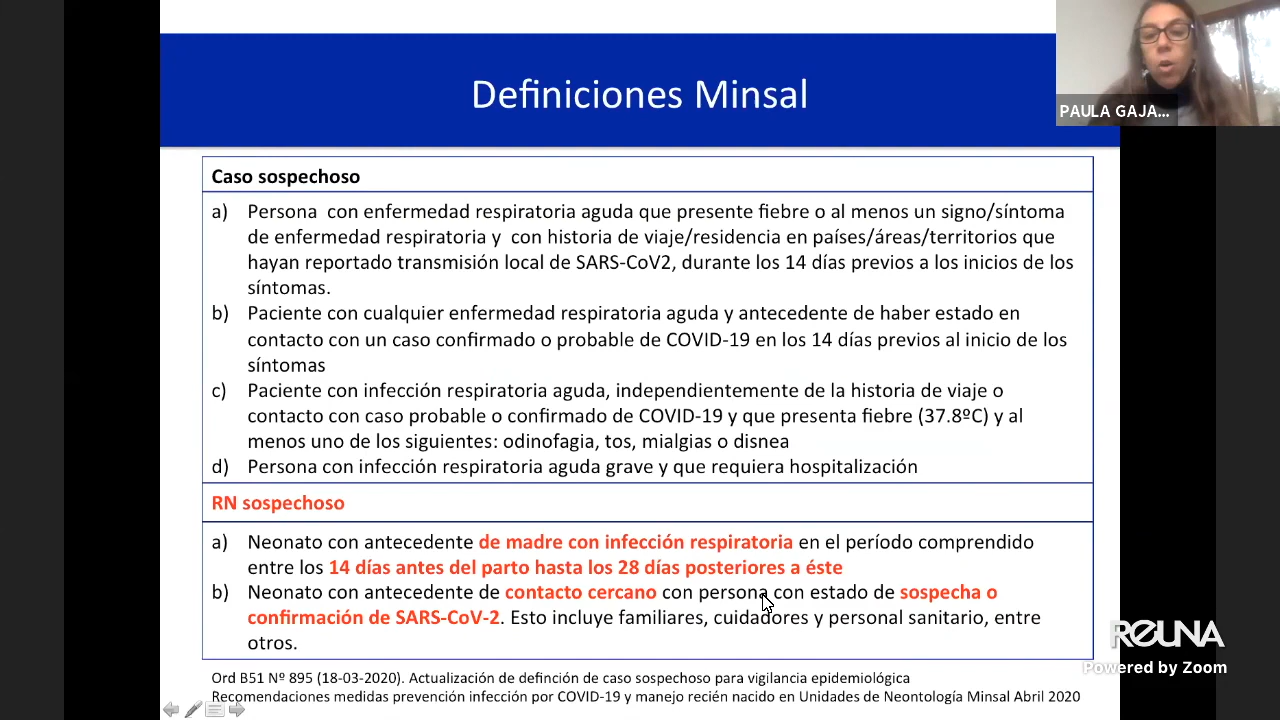 Definiciones Minsal
PAULA GAJA...
Caso sospechoso
a) Persona con enfermedad respiratoria aguda que presente fiebre o al menos un signo/síntoma
de enfermedad respiratoria y con historia de viaje/residencia en países/áreas/territorios que
hayan reportado transmisión local de SARS-CoV2, durante los 14 días previos a los inicios de los
síntomas.
b) Paciente con cualquier enfermedad respiratoria aguda y antecedente de haber estado en
contacto con un caso confirmado o probable de COVID-19 en los 14 días previos al inicio de los
síntomas
c) Paciente con infección respiratoria aguda, independientemente de la historia de viaje o
contacto con caso probable o confirmado de COVID-19 y que presenta fiebre (37.8ºC) y al
menos uno de los siguientes: odinofagia, tos, mialgias o disnea
d) Persona con infección respiratoria aguda grave y que requiera hospitalización
RN sospechoso
a) Neonato con antecedente de madre con infección respiratoria en el período comprendido
entre los 14 días antes del parto hasta los 28 días posteriores a éste
b) Neonato con antecedente de contacto cercano con persona con estado de sospecha o
confirmación de SARS-CoV-2. Esto incluye familiares, cuidadores y personal sanitario, entre
otros.
Ord B51 Nº 895 (18-03-2020). Actualización de definción de caso sospechoso para vigilancia epidemiológica
Recomendaciones medidas prevención infección por COVID-19 y manejo recién nacido en Unidades de Neontología Minsal Abril 2020
REUNA
Powered by Zoom